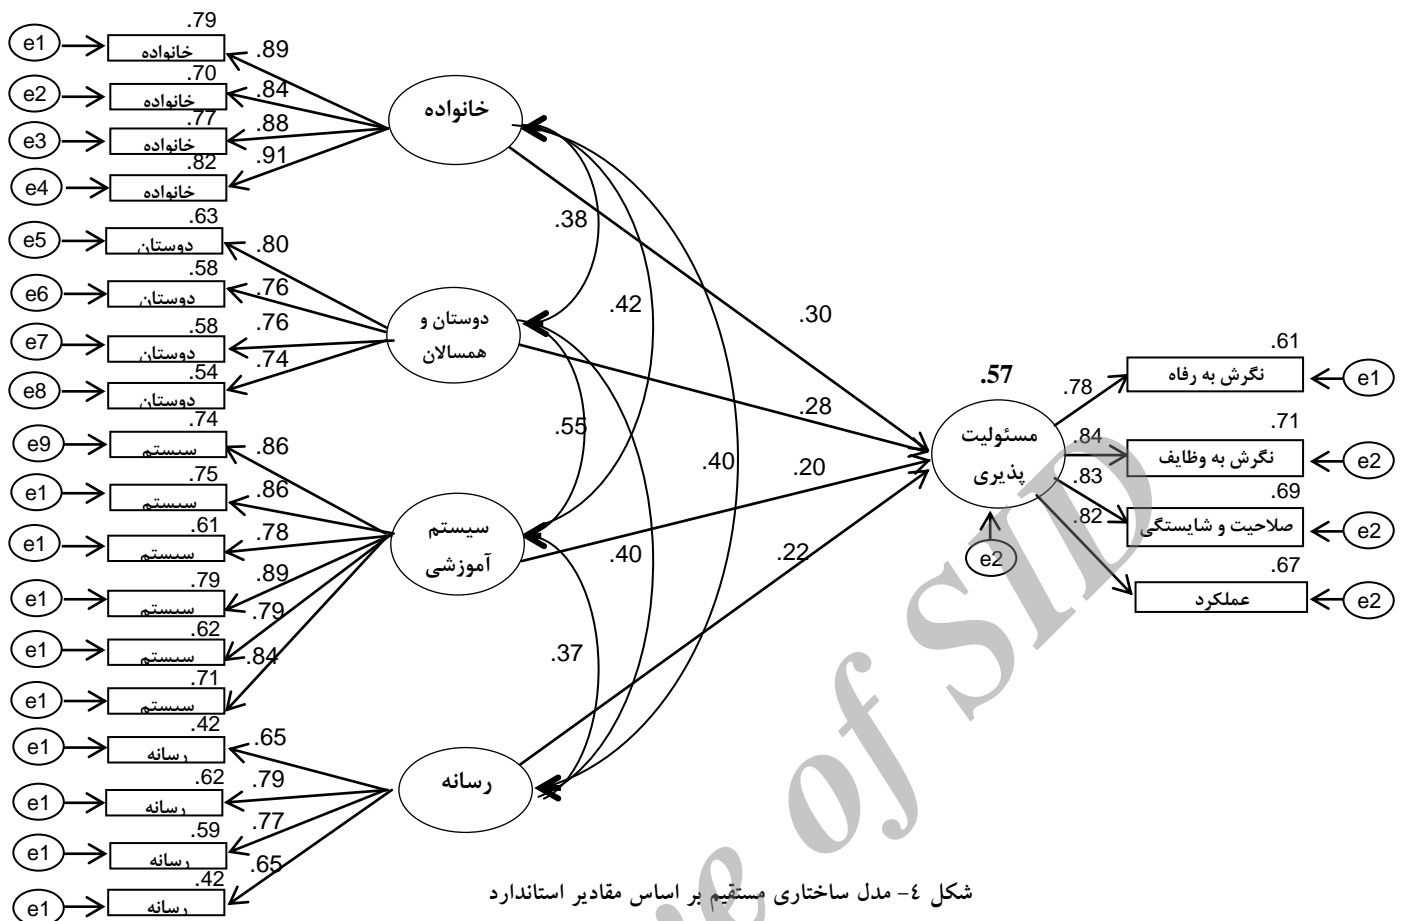 .79
e1
خانواده
.89
.70
e2
خانواده
.84
.77
e3
خانواده
.88
.82
e4
خانواده
.91
خانواده
.63
e5
دوستان
.80
.58
e6
دوستان
.76
.58
e7
دوستان
.76
.54
e8
دوستان
.74
دوستان و
همسالان
.74
e9
سیستم
.86
.75
e1
سیستم
.86
.61
e1
سیستم
.78
.79
e1
سیستم
.89
.62
e1
سیستم
.79
.71
e1
سیستم
.84
سیستم
آموزشی
.42
e1
رسانه
.65
.62
e1
رسانه
.79
.59
e1
رسانه
.77
.42
e1
رسانه
.65
رسانه
.38
.42
.55
.40
.40
.37
.30
.28
.20
.22
.57
مسئولیت
پذیری
e2
.78
.61
نگرش به رفاه
e1
.84
.71
نگرش به وظایف
e2
.83
.69
صلاحیت و شایستگی
e2
.82
.67
عملکرد
e2
شکل ٤- مدل ساختاری مستقیم بر اساس مقادیر استاندارد
e of SID